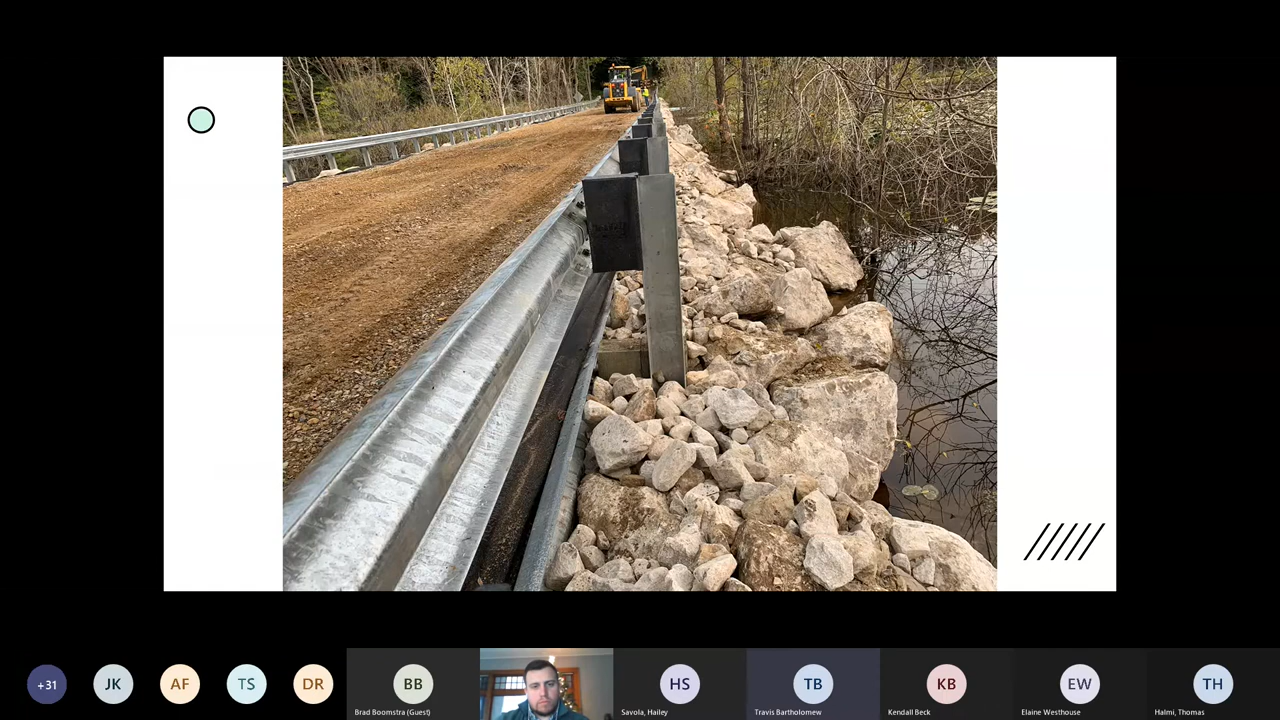 +31
JK
AF
TS
DR
BB
Brad Boomstra (Guest)
HS
Savola, Hailey
TB
Travis Bartholomew
KB
Kendall Beck
EW
Elaine Westhouse
TH
Halmi, Thomas